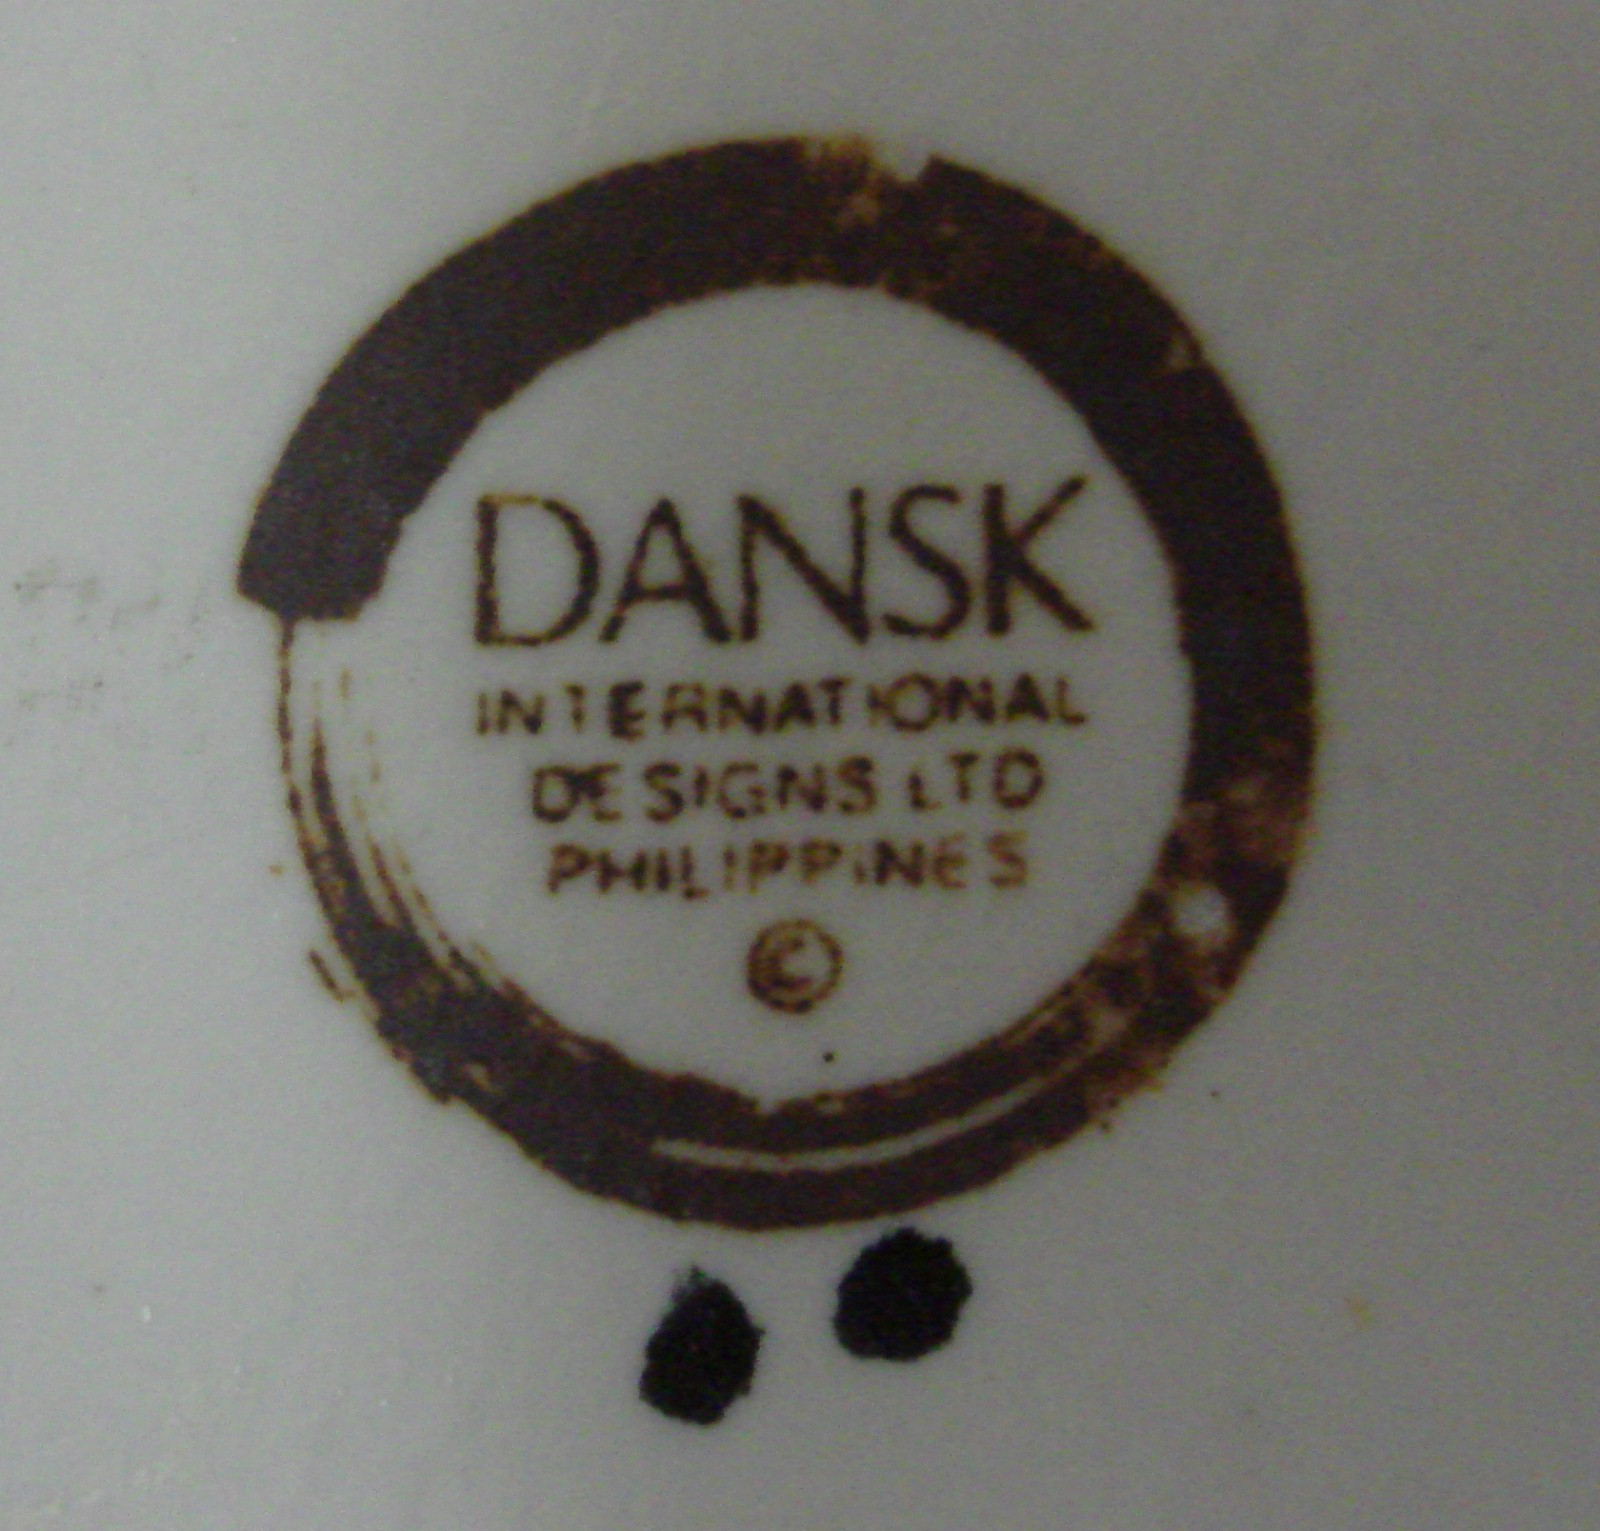 DANSK
INTERNATIONAL
DESIGNS LTD
PHILIPPINES
©